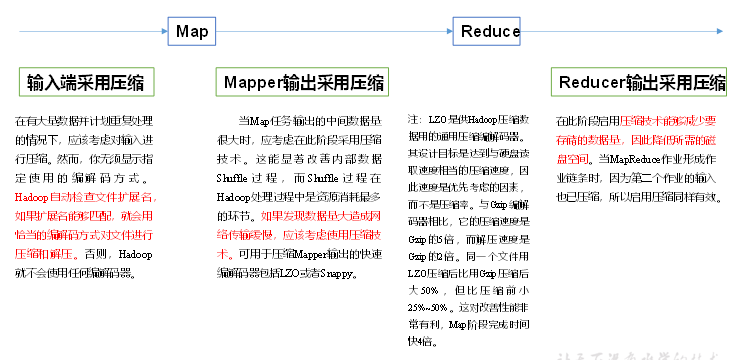 Map
Reduce
输入端采用压缩
Mapper输出采用压缩
Reducer输出采用压缩
在有大量数据并计划重复处理
的情况下，应该考虑对输入进
行压缩。然而，你无须显示指
定使用的编解码方式。
Hadoop自动检查文件扩展名，
如果扩展名能够匹配，就会用
恰当的编解码方式对文件进行
压缩和解压。否则，Hadoop
就不会使用任何编解码器。
当Map任务输出的中间数据量
很大时，应考虑在此阶段采用压缩
技术。这能显著改善内部数据
Shuffle过程，而Shuffle过程在
Hadoop处理过程中是资源消耗最多
的环节。如果发现数据量大造成网
络传输缓慢，应该考虑使用压缩技
术。可用于压缩Mapper输出的快速
编解码器包括LZO或者Snappy。
注：LZO是供Hadoop压缩数
据用的通用压缩编解码器。
其设计目标是达到与硬盘读
取速度相当的压缩速度，因
此速度是优先考虑的因素，
而不是压缩率。与Gzip编解
码器相比，它的压缩速度是
Gzip的5倍，而解压速度是
Gzip的2倍。同一个文件用
LZO压缩后比用Gzip压缩后
大50%，但比压缩前小
25%~50%。这对改善性能非
常有利，Map阶段完成时间
快4倍。
在此阶段启用压缩技术能够减少要
存储的数据量，因此降低所需的磁
盘空间。当MapReduce作业形成作
业链条时，因为第二个作业的输入
也已压缩，所以启用压缩同样有效。